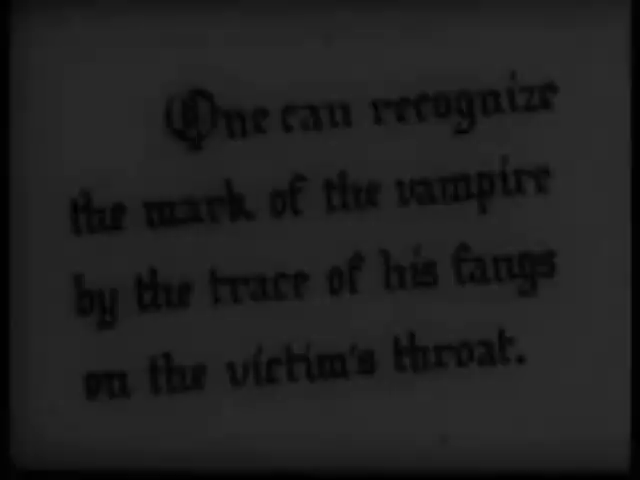 One can recognize
the mark of the vampire
by the trace of his fangs
on the victim's throat.